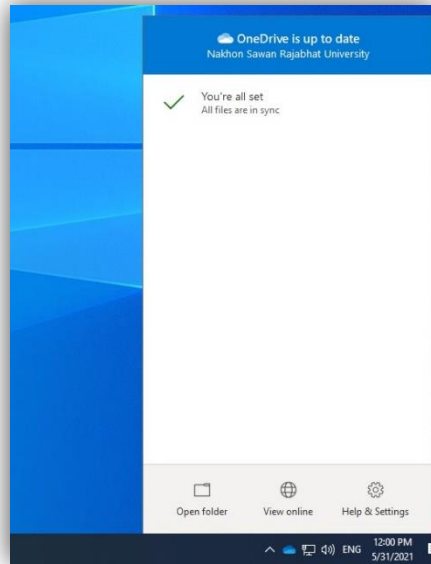 OneDrive is up to date
Nakhon Sawan Rajabhat University
You're all set
All files are in sync
Open folder
View online
Help & Settings
ENG
12:00 PM
5/31/2021